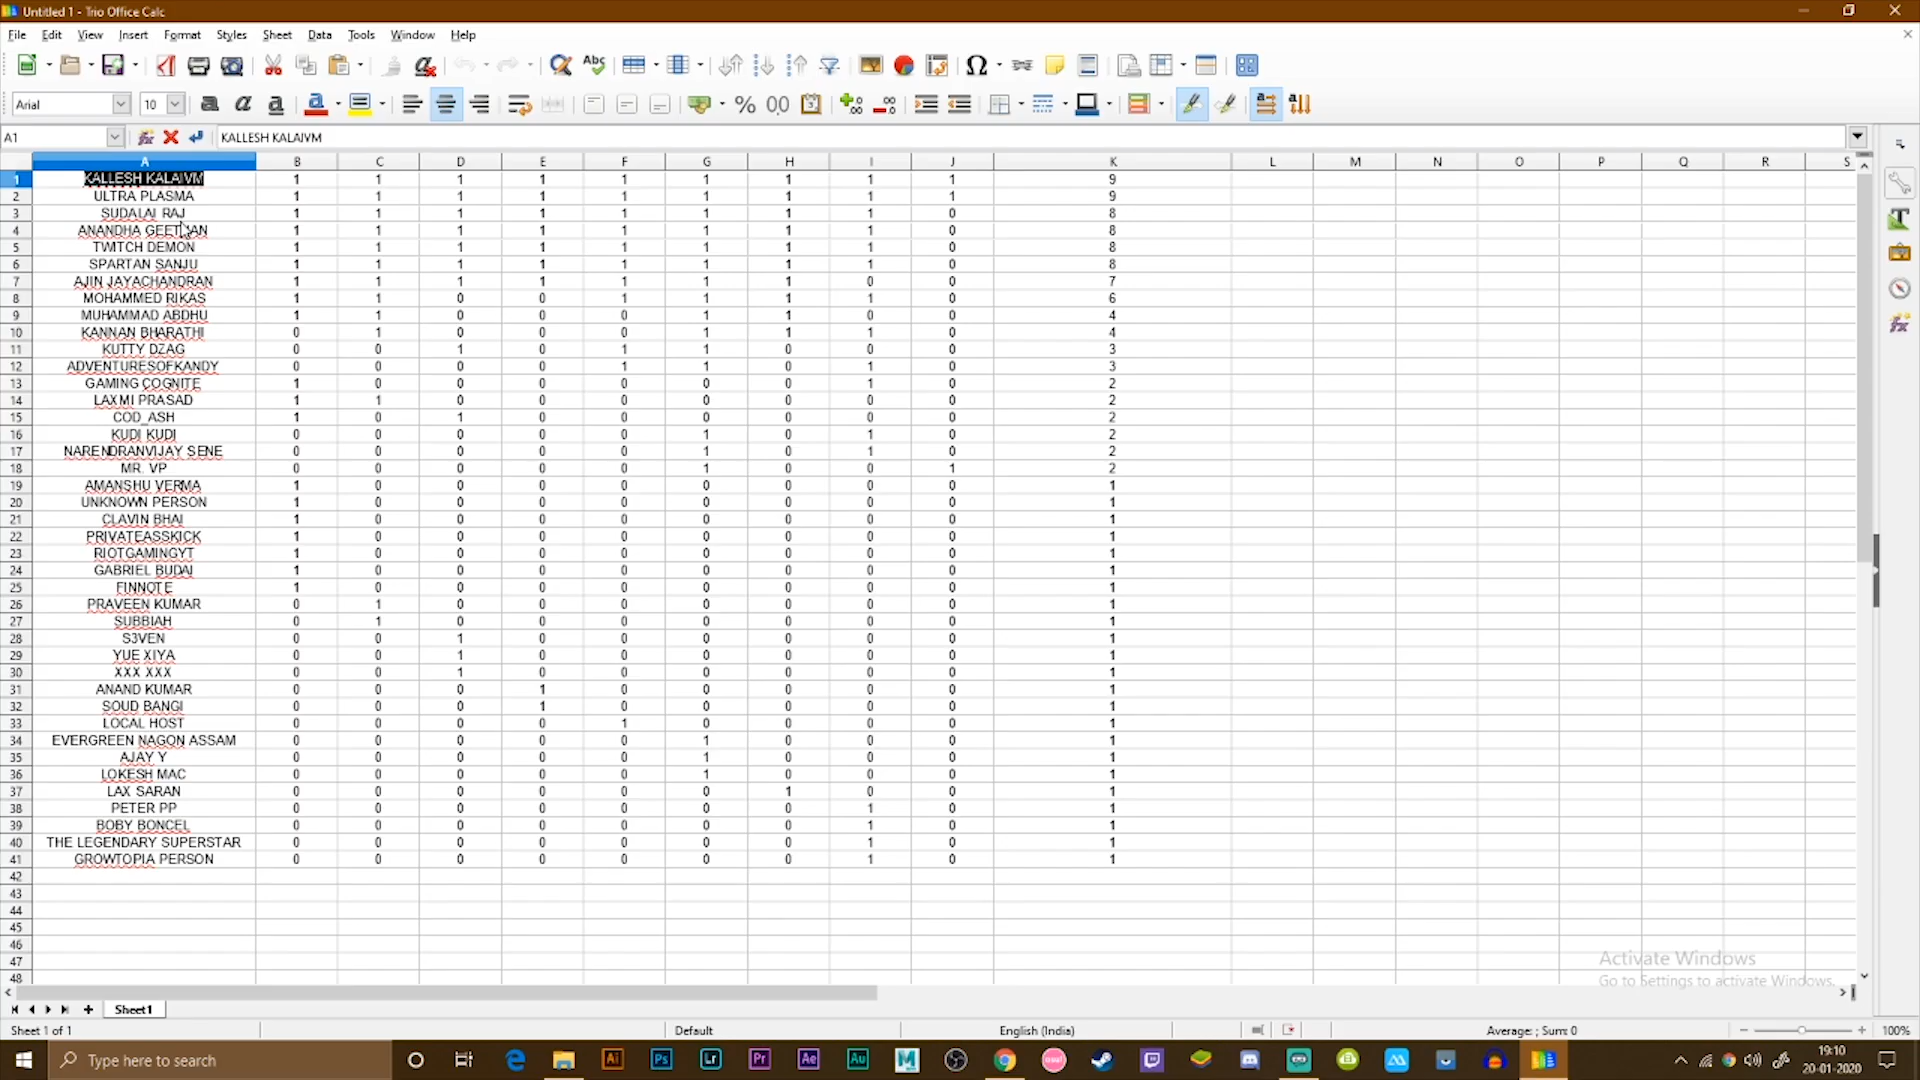 Untitled 1 - Trio Office Calc
File Edit View Insert Format Styles Sheet Data Tools Window Help
Arial 10
A1 KALLESH KALAIVM
A B C D E F G H I J K L M N O P Q R S
1 KALLESH KALAIVM 1 1 1 1 1 1 1 1 1 9
2 ULTRA PLASMA 1 1 1 1 1 1 1 1 1 9
3 SUDALAI RAJ 1 1 1 1 1 1 1 1 0 8
4 ANANDHA GEETHAN 1 1 1 1 1 1 1 1 0 8
5 TWITCH DEMON 1 1 1 1 1 1 1 1 0 8
6 SPARTAN SANJU 1 1 1 1 1 1 1 1 0 8
7 AJIN JAYACHANDRAN 1 1 1 1 1 1 1 0 0 7
8 MOHAMMED RIKAS 1 1 0 0 1 1 1 1 0 6
9 MUHAMMAD ABDHU 1 1 0 0 0 1 1 0 0 4
10 KANNAN BHARATHI 0 1 0 0 0 1 1 1 0 4
11 KUTTY DZAG 0 0 1 0 1 1 0 0 0 3
12 ADVENTURESOFKANDY 0 0 0 0 1 1 0 1 0 3
13 GAMING COGNITE 1 0 0 0 0 0 0 1 0 2
14 LAXMI PRASAD 1 1 0 0 0 0 0 0 0 2
15 COD_ASH 1 0 1 0 0 0 0 0 0 2
16 KUDI KUDI 0 0 0 0 0 1 0 1 0 2
17 NARENDRANVIJAY SENE 0 0 0 0 0 1 0 1 0 2
18 MR. VP 0 0 0 0 0 1 0 0 1 2
19 AMANSHU VERMA 1 0 0 0 0 0 0 0 0 1
20 UNKNOWN PERSON 1 0 0 0 0 0 0 0 0 1
21 CLAVIN BHAI 1 0 0 0 0 0 0 0 0 1
22 PRIVATEASSKICK 1 0 0 0 0 0 0 0 0 1
23 RIOTGAMINGYT 1 0 0 0 0 0 0 0 0 1
24 GABRIEL BUDAI 1 0 0 0 0 0 0 0 0 1
25 FINNOTE 1 0 0 0 0 0 0 0 0 1
26 PRAVEEN KUMAR 0 1 0 0 0 0 0 0 0 1
27 SUBBIAH 0 1 0 0 0 0 0 0 0 1
28 S3VEN 0 0 1 0 0 0 0 0 0 1
29 YUE XIYA 0 0 1 0 0 0 0 0 0 1
30 XXX XXX 0 0 1 0 0 0 0 0 0 1
31 ANAND KUMAR 0 0 0 1 0 0 0 0 0 1
32 SOUD BANGI 0 0 0 1 0 0 0 0 0 1
33 LOCAL HOST 0 0 0 0 1 0 0 0 0 1
34 EVERGREEN NAGON ASSAM 0 0 0 0 0 1 0 0 0 1
35 AJAY Y 0 0 0 0 0 1 0 0 0 1
36 LOKESH MAC 0 0 0 0 0 1 0 0 0 1
37 LAX SARAN 0 0 0 0 0 0 1 0 0 1
38 PETER PP 0 0 0 0 0 0 0 1 0 1
39 BOBY BONCEL 0 0 0 0 0 0 0 1 0 1
40 THE LEGENDARY SUPERSTAR 0 0 0 0 0 0 0 1 0 1
41 GROWTOPIA PERSON 0 0 0 0 0 0 0 1 0 1
42
43
44
45
46
47
48
Activate Windows
Go to Settings to activate Windows.
Sheet1
Sheet 1 of 1 Default English (India) Average: ; Sum: 0 100%
Type here to search
19:10
20-01-2020